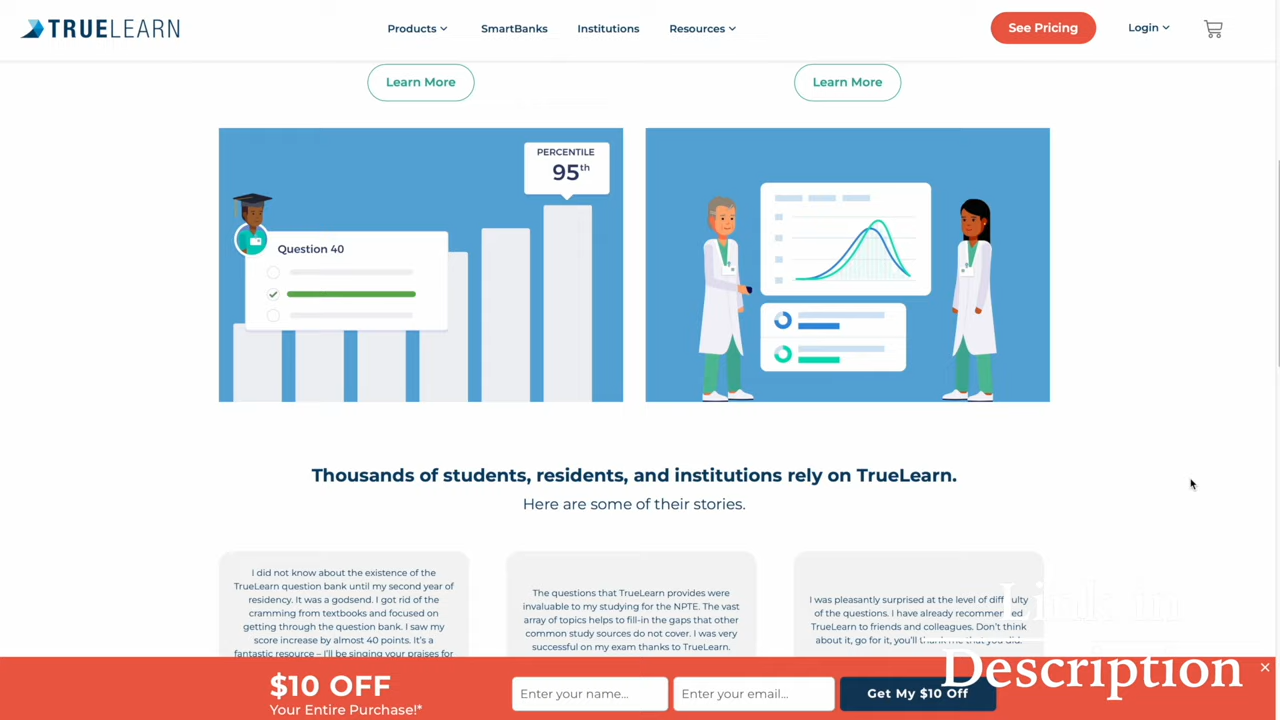 TRUELEARN
Products
SmartBanks
Institutions
Resources
See Pricing
Login
Learn More
Learn More
PERCENTILE
95th
Question 40
Thousands of students, residents, and institutions rely on TrueLearn.
Here are some of their stories.
I did not know about the existence of the
TrueLearn question bank until my second year of
residency. It was a godsend. I got rid of the
cramming from textbooks and focused on
getting through the question bank. I saw my
score increase by almost 40 points. It's a
fantastic resource – I'll be singing your praises for
The questions that TrueLearn provides were
invaluable to my studying for the NPTE. The vast
array of topics helps to fill-in the gaps that other
common study sources do not cover. I was very
successful on my exam thanks to TrueLearn.
I was pleasantly surprised at the level of difficulty
of the questions. I have already recommended
TrueLearn to friends and colleagues. Don't think
about it, go for it, you'll thank me that you did.
Link in
Description
$10 OFF
Your Entire Purchase!*
Enter your name...
Enter your email...
Get My $10 Off